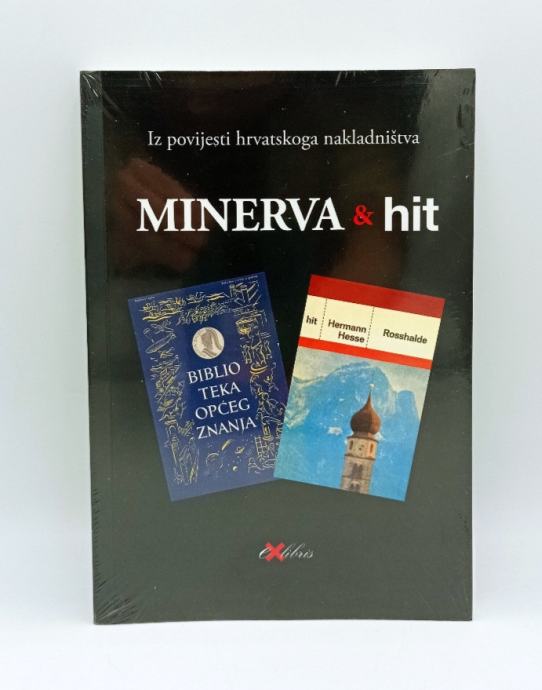 Iz povijesti hrvatskoga nakladništva
MINERVA & hit
BIBLIO
TEKA
OPĆEG
ZNANJA
hit
Hermann
Hesse
Rosshalde
exlibris